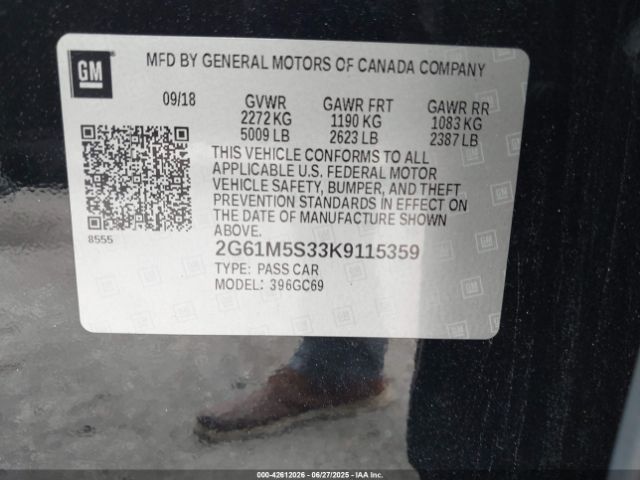 GM
MFD BY GENERAL MOTORS OF CANADA COMPANY
09/18 GVWR GAWR FRT GAWR RR
2272 KG 1190 KG 1083 KG
5009 LB 2623 LB 2387 LB
THIS VEHICLE CONFORMS TO ALL
APPLICABLE U.S. FEDERAL MOTOR
VEHICLE SAFETY, BUMPER, AND THEFT
PREVENTION STANDARDS IN EFFECT ON
THE DATE OF MANUFACTURE SHOWN
ABOVE.
8555
2G61M5S33K9115359
TYPE: PASS CAR
MODEL: 396GC69
000-42612026 - 06/27/2025 - IAA, Inc.